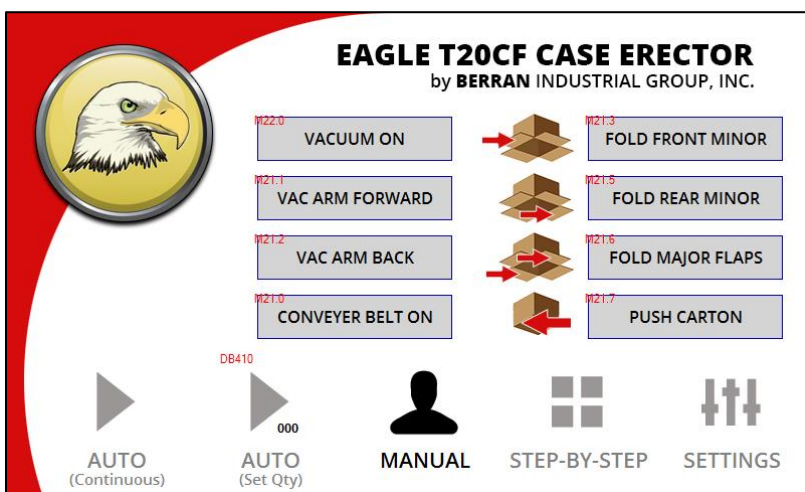 EAGLE T20CF CASE ERECTOR
by BERRAN INDUSTRIAL GROUP, INC.
M22.0
VACUUM ON
M21.3
FOLD FRONT MINOR
M21.1
VAC ARM FORWARD
M21.5
FOLD REAR MINOR
M21.2
VAC ARM BACK
M21.6
FOLD MAJOR FLAPS
M21.0
CONVEYER BELT ON
M21.7
PUSH CARTON
DB410
000
AUTO
(Continuous)
AUTO
(Set Qty)
MANUAL
STEP-BY-STEP
SETTINGS